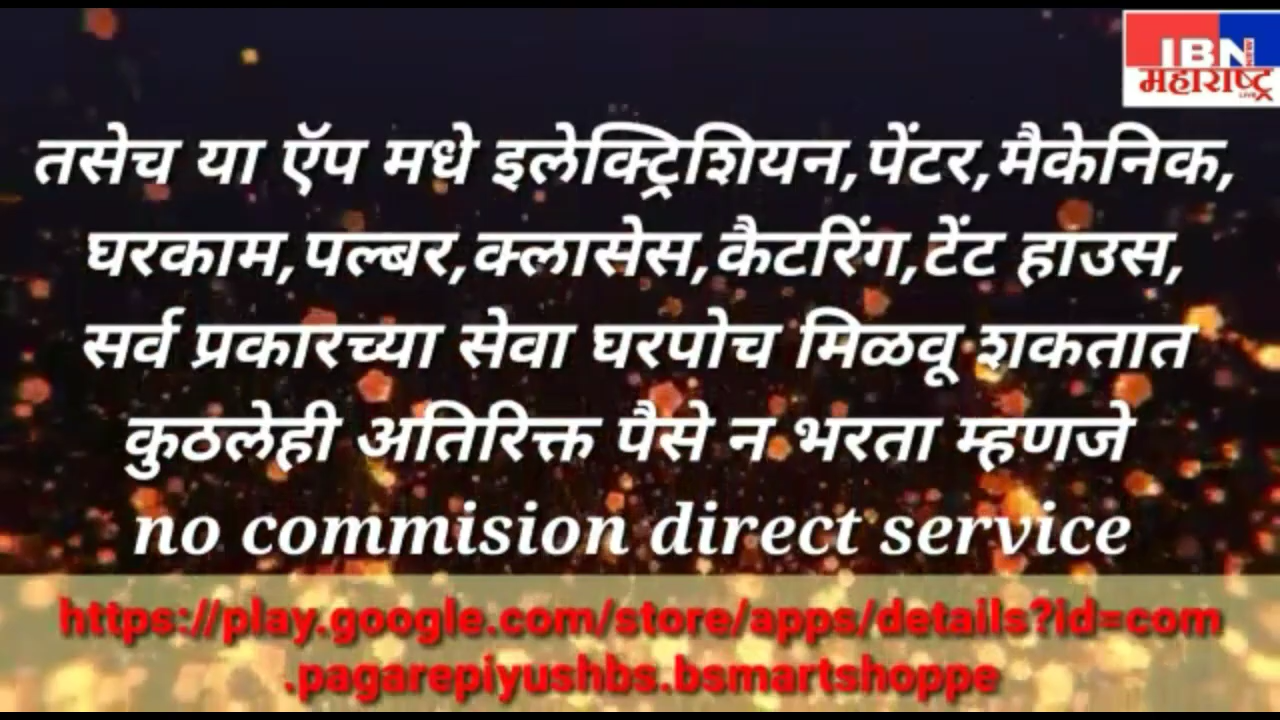 IBN
NEW
महाराष्ट्र
LIVE
तसेच या ऍप मधे इलेक्ट्रिशियन,पेंटर,मैकेनिक,
घरकाम,पल्बर,क्लासेस,कैटरिंग,टेंट हाउस,
सर्व प्रकारच्या सेवा घरपोच मिळवू शकतात
कुठलेही अतिरिक्त पैसे न भरता म्हणजे
no commision direct service
https://play.google.com/store/apps/details?id=com
.pagarepiyushbs.bsmartshoppe